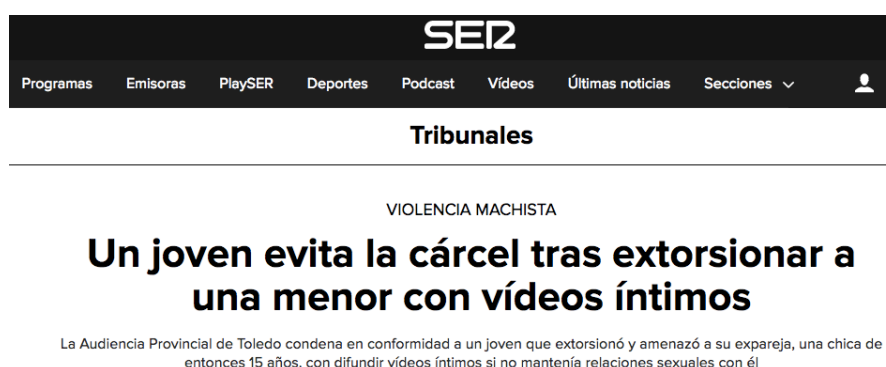 SER
Programas Emisoras PlaySER Deportes Podcast Vídeos Últimas noticias Secciones
Tribunales
VIOLENCIA MACHISTA
Un joven evita la cárcel tras extorsionar a
una menor con vídeos íntimos
La Audiencia Provincial de Toledo condena en conformidad a un joven que extorsionó y amenazó a su expareja, una chica de
entonces 15 años, con difundir vídeos íntimos si no mantenía relaciones sexuales con él